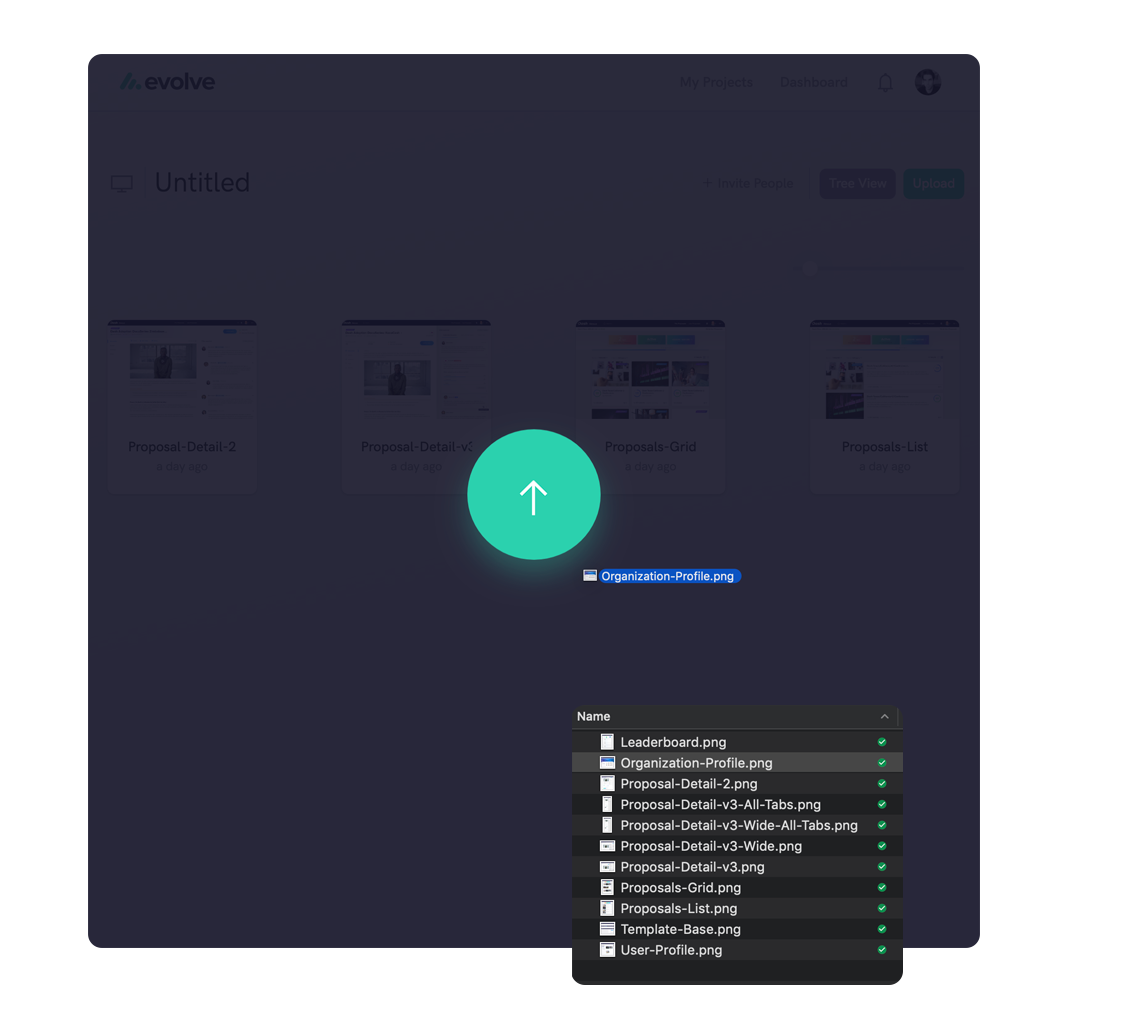 evolve
My Projects Dashboard
Untitled
+ Invite People
Tree View
Upload
Proposal-Detail-2
a day ago
Proposal-Detail-v3
a day ago
Proposals-Grid
a day ago
Proposals-List
a day ago
Organization-Profile.png
Name
Leaderboard.png
Organization-Profile.png
Proposal-Detail-2.png
Proposal-Detail-v3-All-Tabs.png
Proposal-Detail-v3-Wide-All-Tabs.png
Proposal-Detail-v3-Wide.png
Proposal-Detail-v3.png
Proposals-Grid.png
Proposals-List.png
Template-Base.png
User-Profile.png